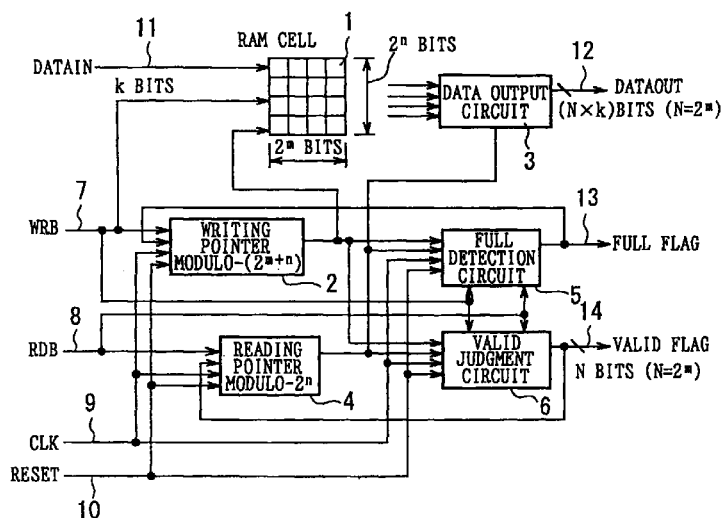 11
RAM CELL
1
2ⁿ BITS
12
DATAIN
k BITS
DATA OUTPUT
CIRCUIT
DATAOUT
(N×k)BITS (N=2ᵐ)
3
2ᵐ BITS
7
WRB
WRITING
POINTER
MODULO-(2ᵐ⁺ⁿ)
2
FULL
DETECTION
CIRCUIT
5
13
FULL FLAG
8
RDB
READING
POINTER
MODULO-2ⁿ
4
VALID
JUDGMENT
CIRCUIT
6
14
VALID FLAG
N BITS (N=2ᵐ)
9
CLK
RESET
10